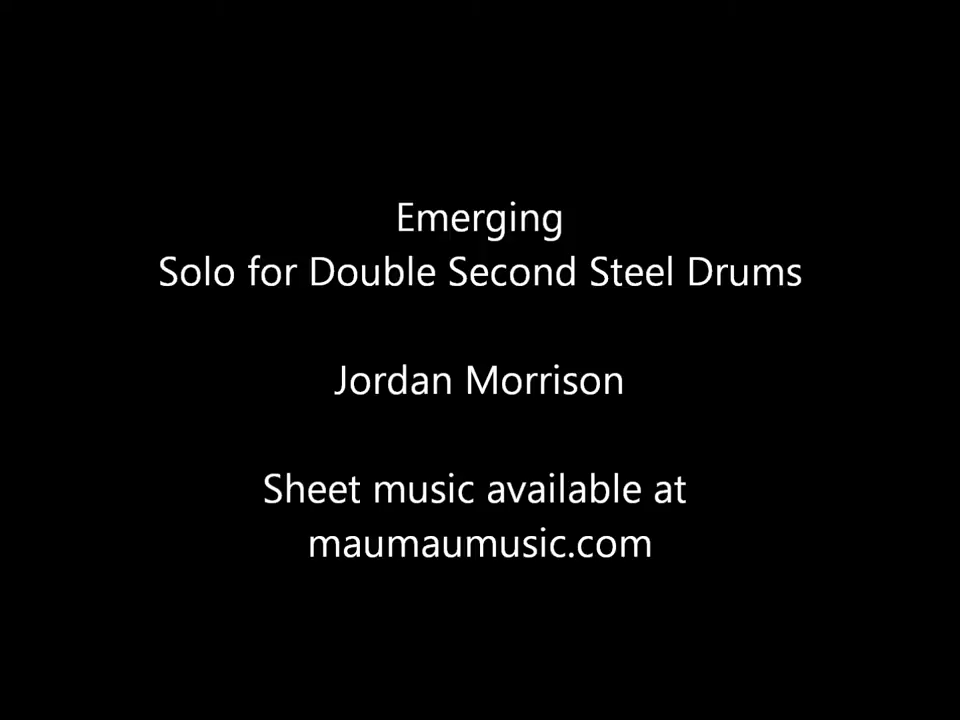 Emerging
Solo for Double Second Steel Drums
Jordan Morrison
Sheet music available at
maumaumusic.com